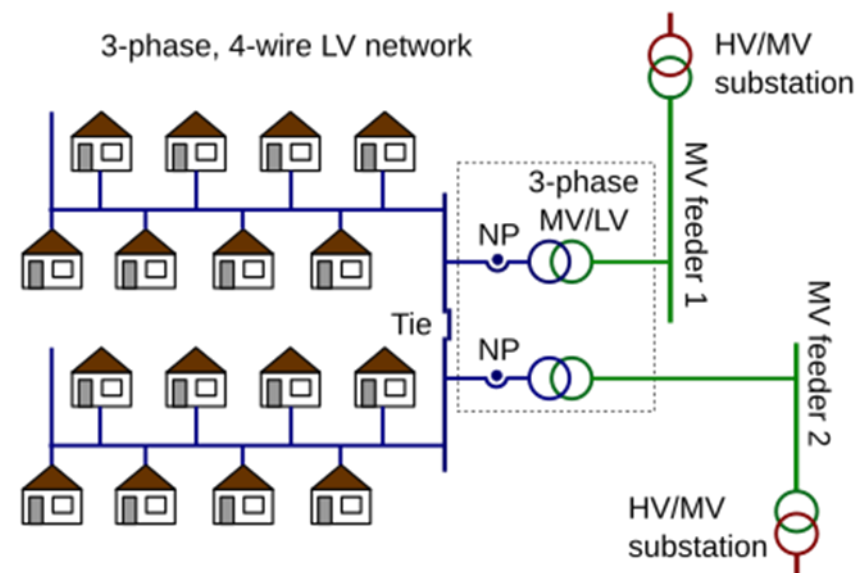 3-phase, 4-wire LV network
HV/MV
substation
3-phase
MV/LV
NP
MV feeder 1
Tie
NP
MV feeder 2
HV/MV
substation